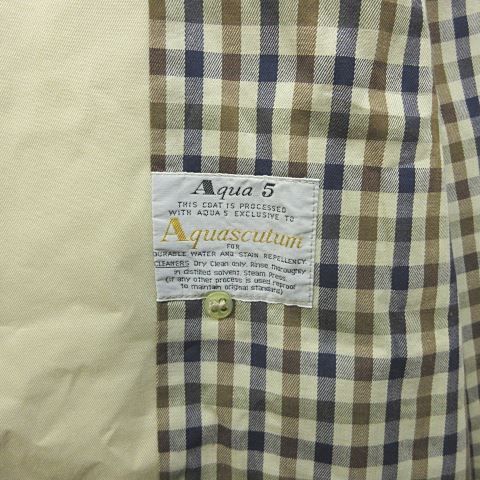 Aqua 5
THIS COAT IS PROCESSED
WITH AQUA 5 EXCLUSIVE TO
Aquascutum
FOR
DURABLE WATER AND STAIN REPELLENCY
CLEANERS: Dry Clean only. Rinse thoroughly
in distilled solvent. Steam Press.
(if any other process is used reproof
to maintain original standard)